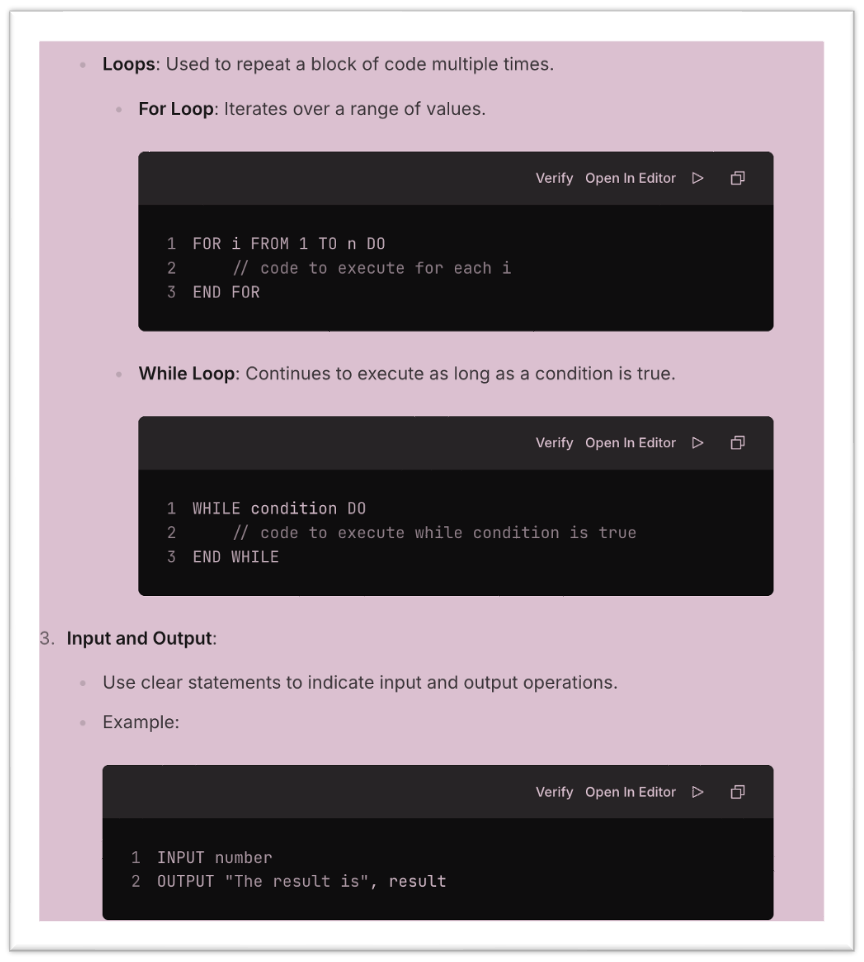 Loops: Used to repeat a block of code multiple times.
For Loop: Iterates over a range of values.
Verify Open In Editor
1 FOR i FROM 1 TO n DO
2 // code to execute for each i
3 END FOR
While Loop: Continues to execute as long as a condition is true.
Verify Open In Editor
1 WHILE condition DO
2 // code to execute while condition is true
3 END WHILE
3. Input and Output:
Use clear statements to indicate input and output operations.
Example:
Verify Open In Editor
1 INPUT number
2 OUTPUT "The result is", result